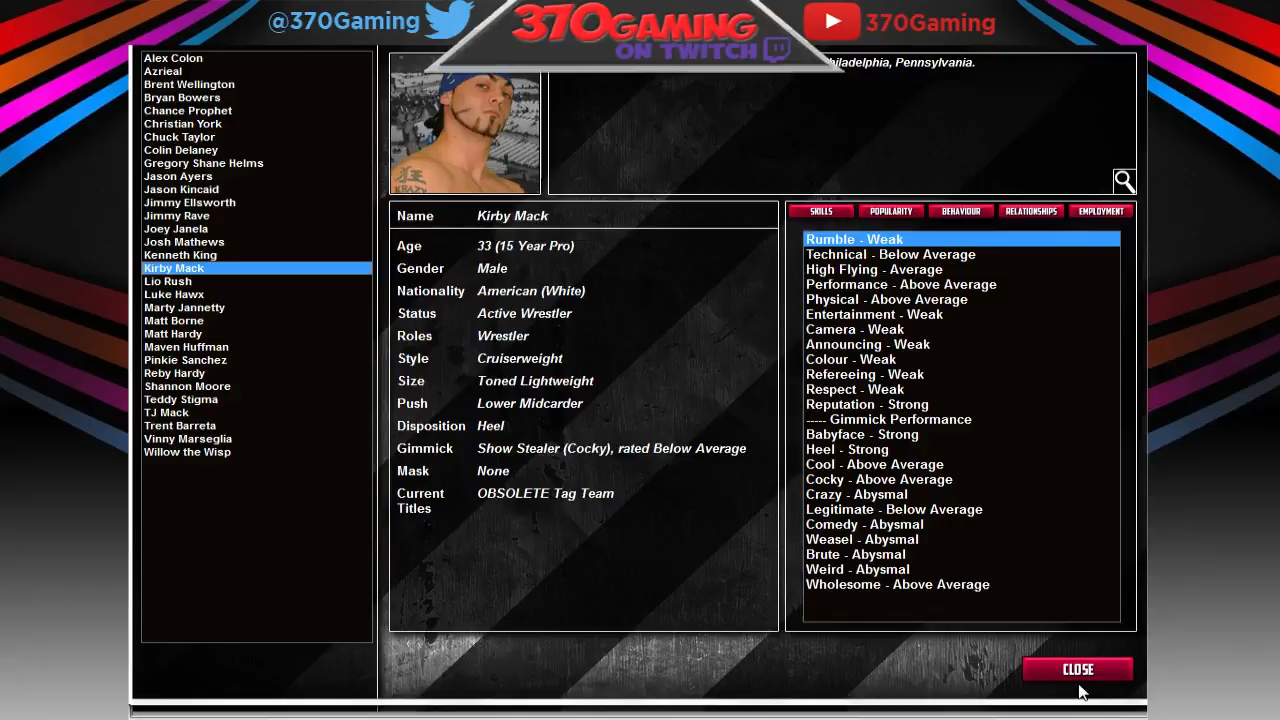 @370Gaming
370GAMING
ON TWITCH
370Gaming
Alex Colon
Azrieal
Brent Wellington
Bryan Bowers
Chance Prophet
Christian York
Chuck Taylor
Colin Delaney
Gregory Shane Helms
Jason Ayers
Jason Kincaid
Jimmy Ellsworth
Jimmy Rave
Joey Janela
Josh Mathews
Kenneth King
Kirby Mack
Lio Rush
Luke Hawx
Marty Jannetty
Matt Borne
Matt Hardy
Maven Huffman
Pinkie Sanchez
Reby Hardy
Shannon Moore
Teddy Stigma
TJ Mack
Trent Barreta
Vinny Marseglia
Willow the Wisp
Philadelphia, Pennsylvania.
Name Kirby Mack
Age 33 (15 Year Pro)
Gender Male
Nationality American (White)
Status Active Wrestler
Roles Wrestler
Style Cruiserweight
Size Toned Lightweight
Push Lower Midcarder
Disposition Heel
Gimmick Show Stealer (Cocky), rated Below Average
Mask None
Current Titles OBSOLETE Tag Team
SKILLS POPULARITY BEHAVIOUR RELATIONSHIPS EMPLOYMENT
Rumble - Weak
Technical - Below Average
High Flying - Average
Performance - Above Average
Physical - Above Average
Entertainment - Weak
Camera - Weak
Announcing - Weak
Colour - Weak
Refereeing - Weak
Respect - Weak
Reputation - Strong
----- Gimmick Performance
Babyface - Strong
Heel - Strong
Cool - Above Average
Cocky - Above Average
Crazy - Abysmal
Legitimate - Below Average
Comedy - Abysmal
Weasel - Abysmal
Brute - Abysmal
Weird - Abysmal
Wholesome - Above Average
CLOSE